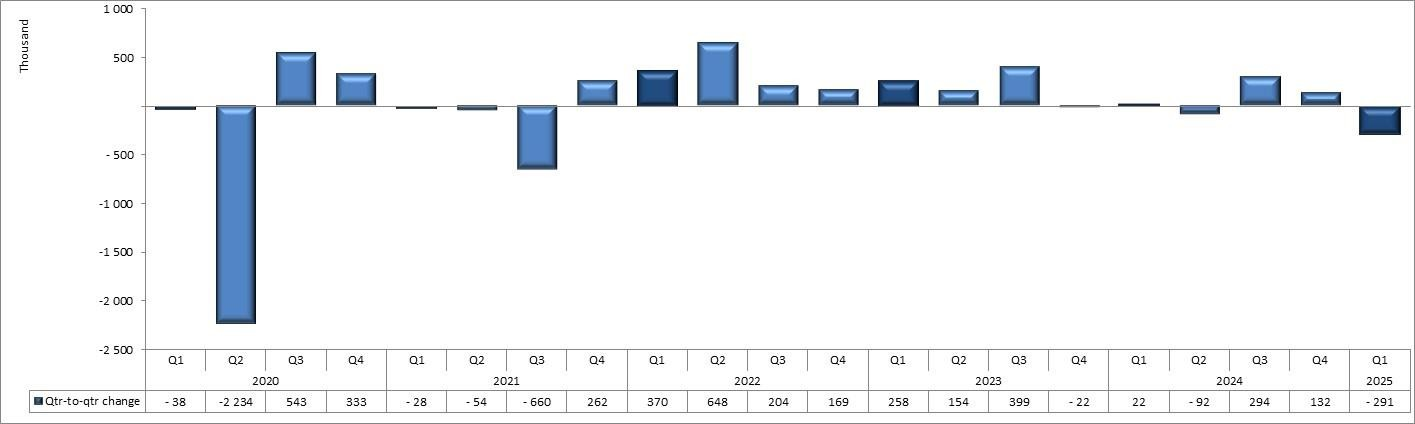 Thousand
1 000
500
- 500
-1 000
-1 500
-2 000
-2 500
Q1 Q2 Q3 Q4 Q1 Q2 Q3 Q4 Q1 Q2 Q3 Q4 Q1 Q2 Q3 Q4 Q1 Q2 Q3 Q4 Q1
2020 2021 2022 2023 2024 2025
Qtr-to-qtr change - 38 -2 234 543 333 - 28 - 54 - 660 262 370 648 204 169 258 154 399 - 22 22 - 92 294 132 - 291